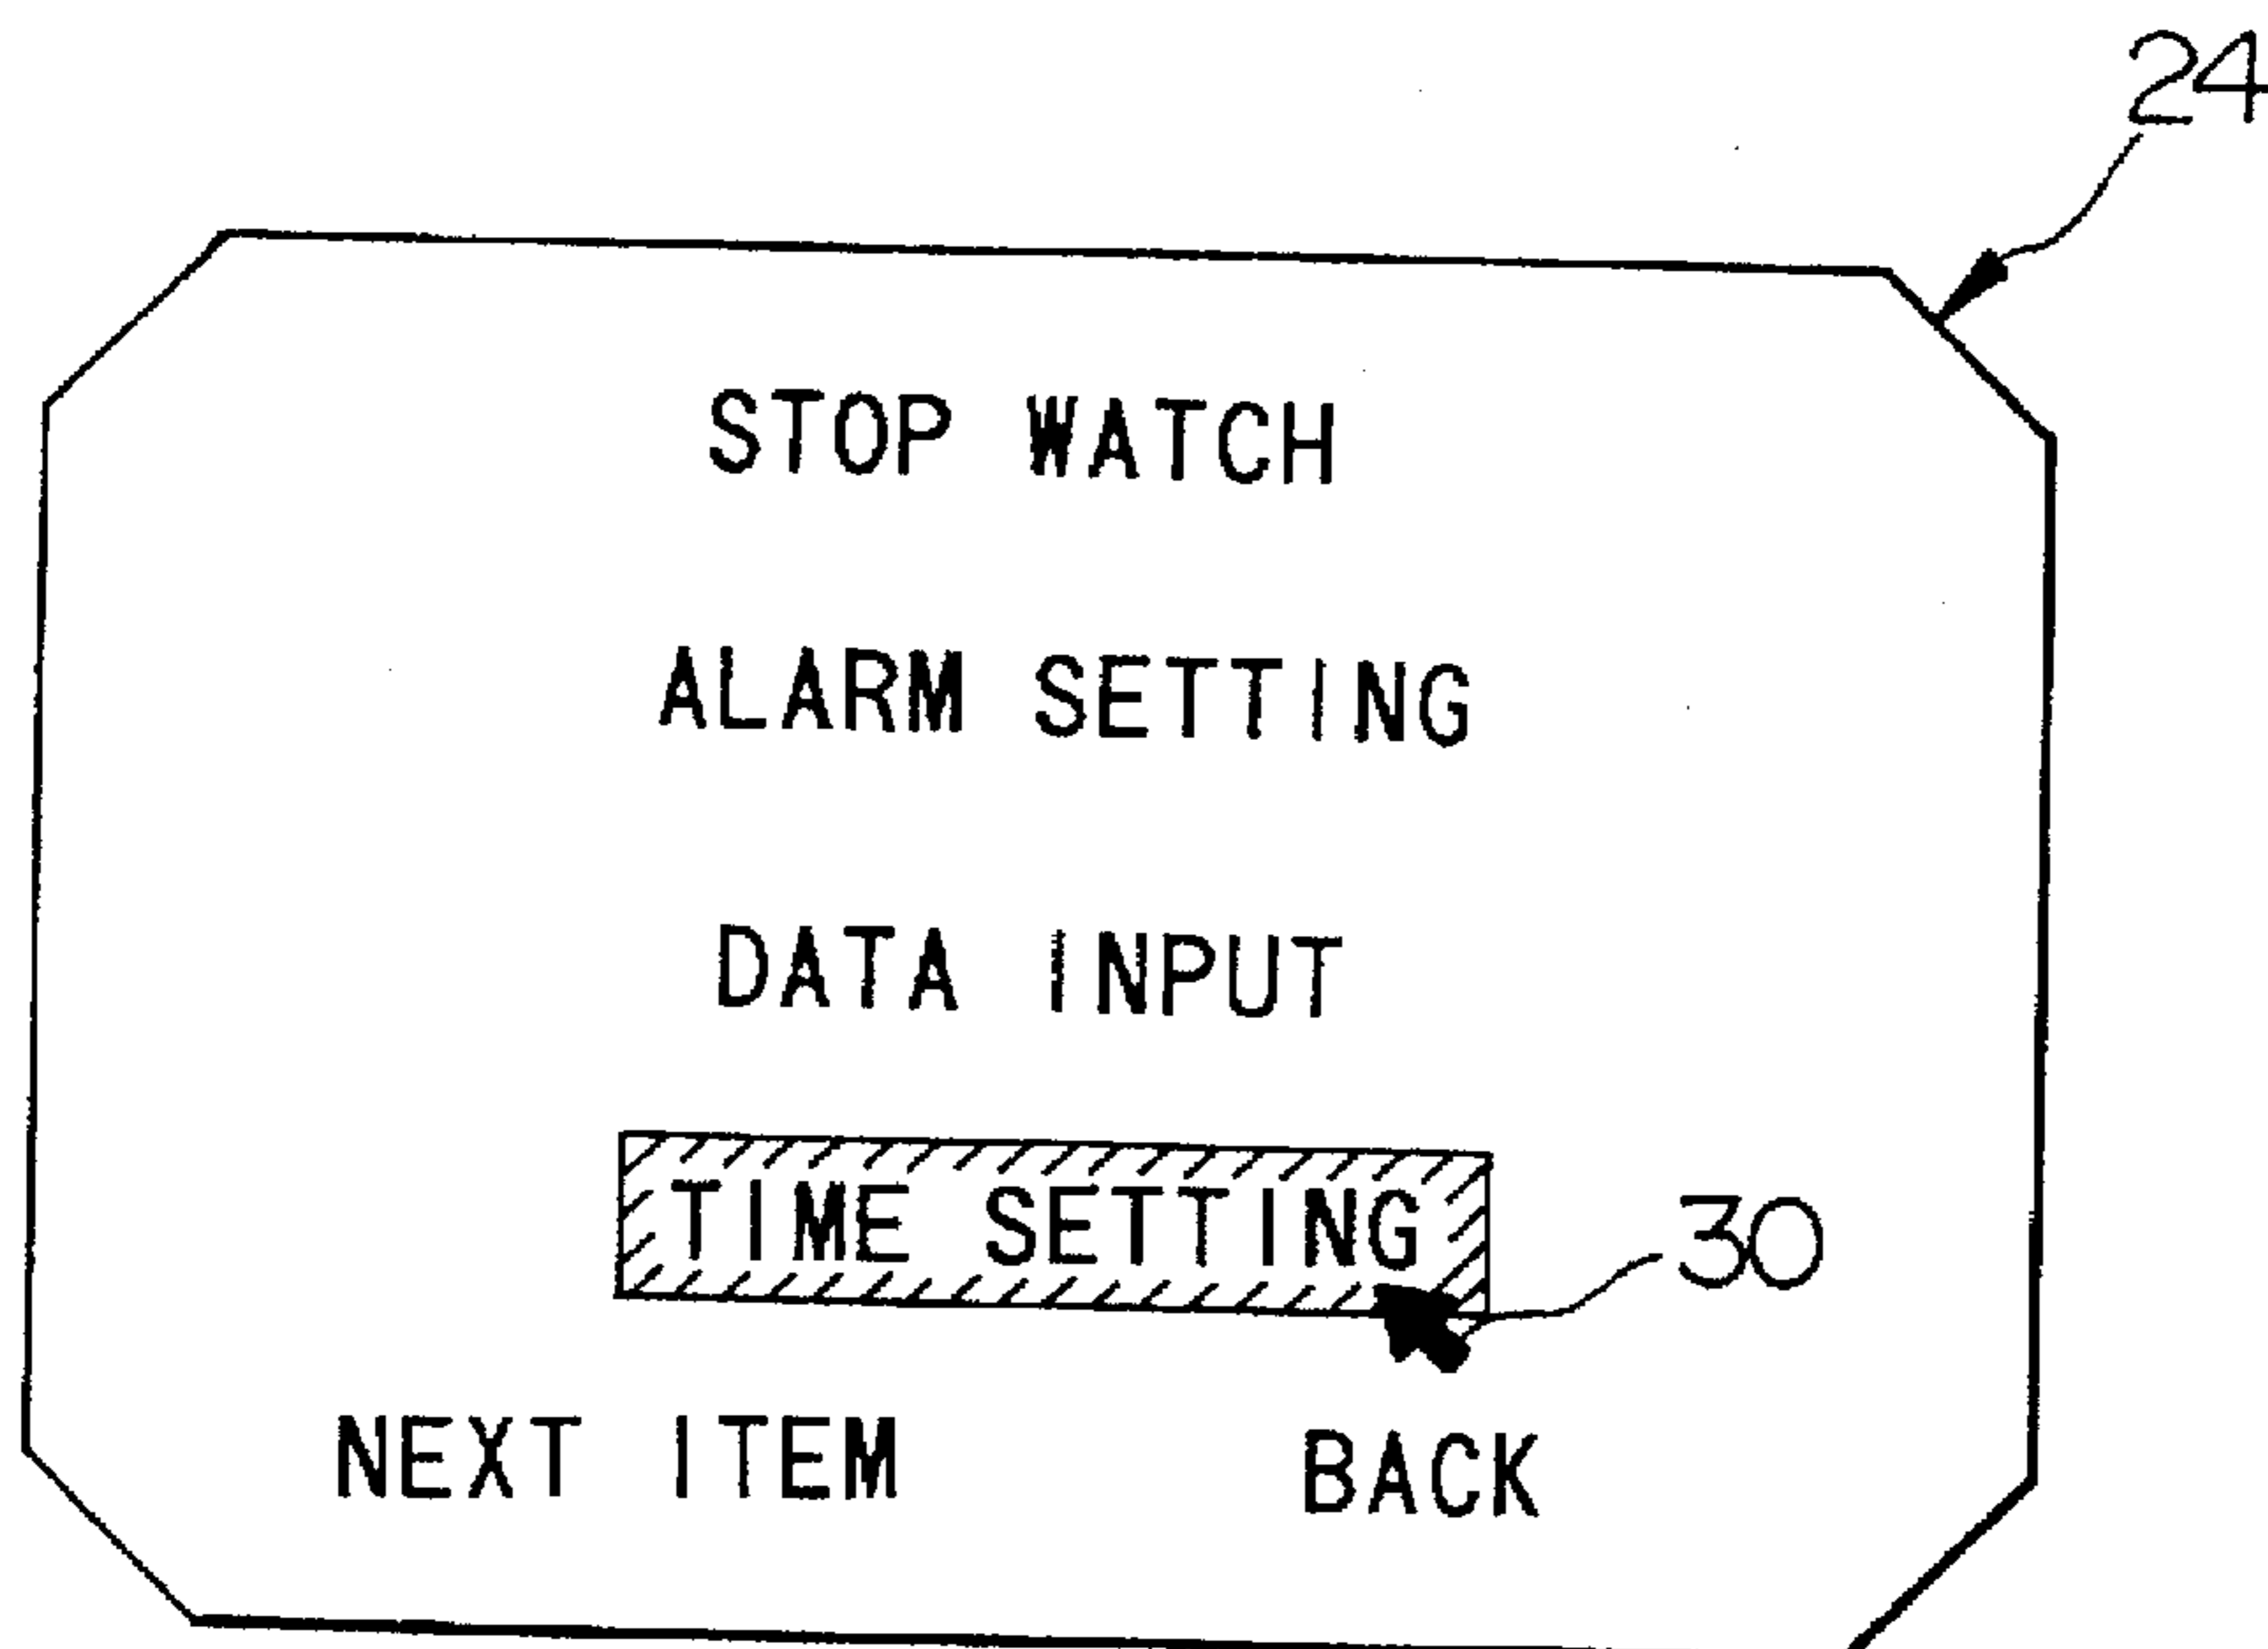 24
STOP WATCH
ALARM SETTING
DATA INPUT
TIME SETTING
30
NEXT ITEM BACK